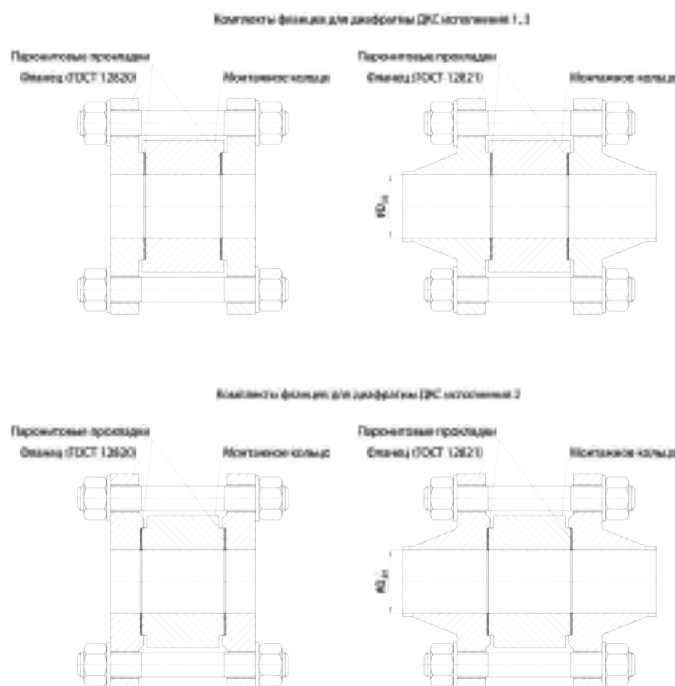 Комплекты фланцев для диафрагмы ДКС исполнения 1, 3
Паронитовые прокладки
Фланец (ГОСТ 12820)
Монтажное кольцо
Паронитовые прокладки
Фланец (ГОСТ 12821)
Монтажное кольцо
Комплекты фланцев для диафрагмы ДКС исполнения 2
Паронитовые прокладки
Фланец (ГОСТ 12820)
Монтажное кольцо
Паронитовые прокладки
Фланец (ГОСТ 12821)
Монтажное кольцо